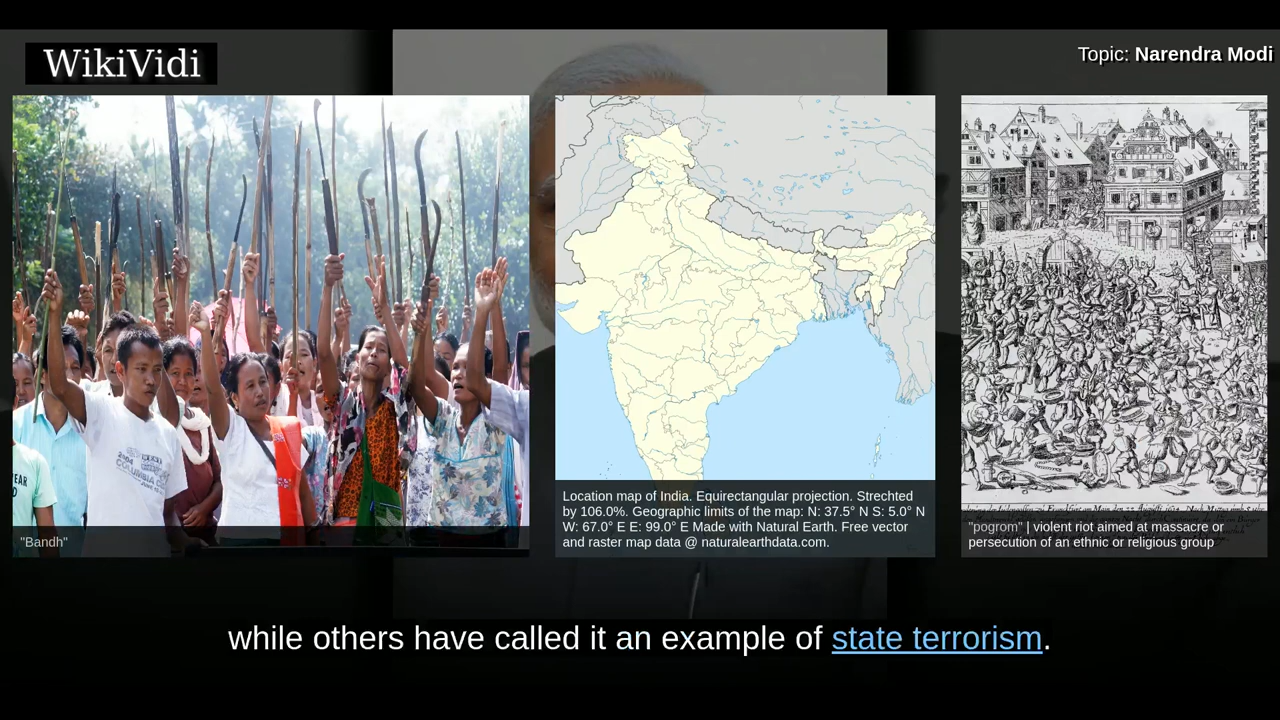 WikiVidi
Topic: Narendra Modi
"Bandh"
Location map of India. Equirectangular projection. Strechted
by 106.0%. Geographic limits of the map: N: 37.5° N S: 5.0° N
W: 67.0° E E: 99.0° E Made with Natural Earth. Free vector
and raster map data @ naturalearthdata.com.
"pogrom" | violent riot aimed at massacre or
persecution of an ethnic or religious group
while others have called it an example of state terrorism.